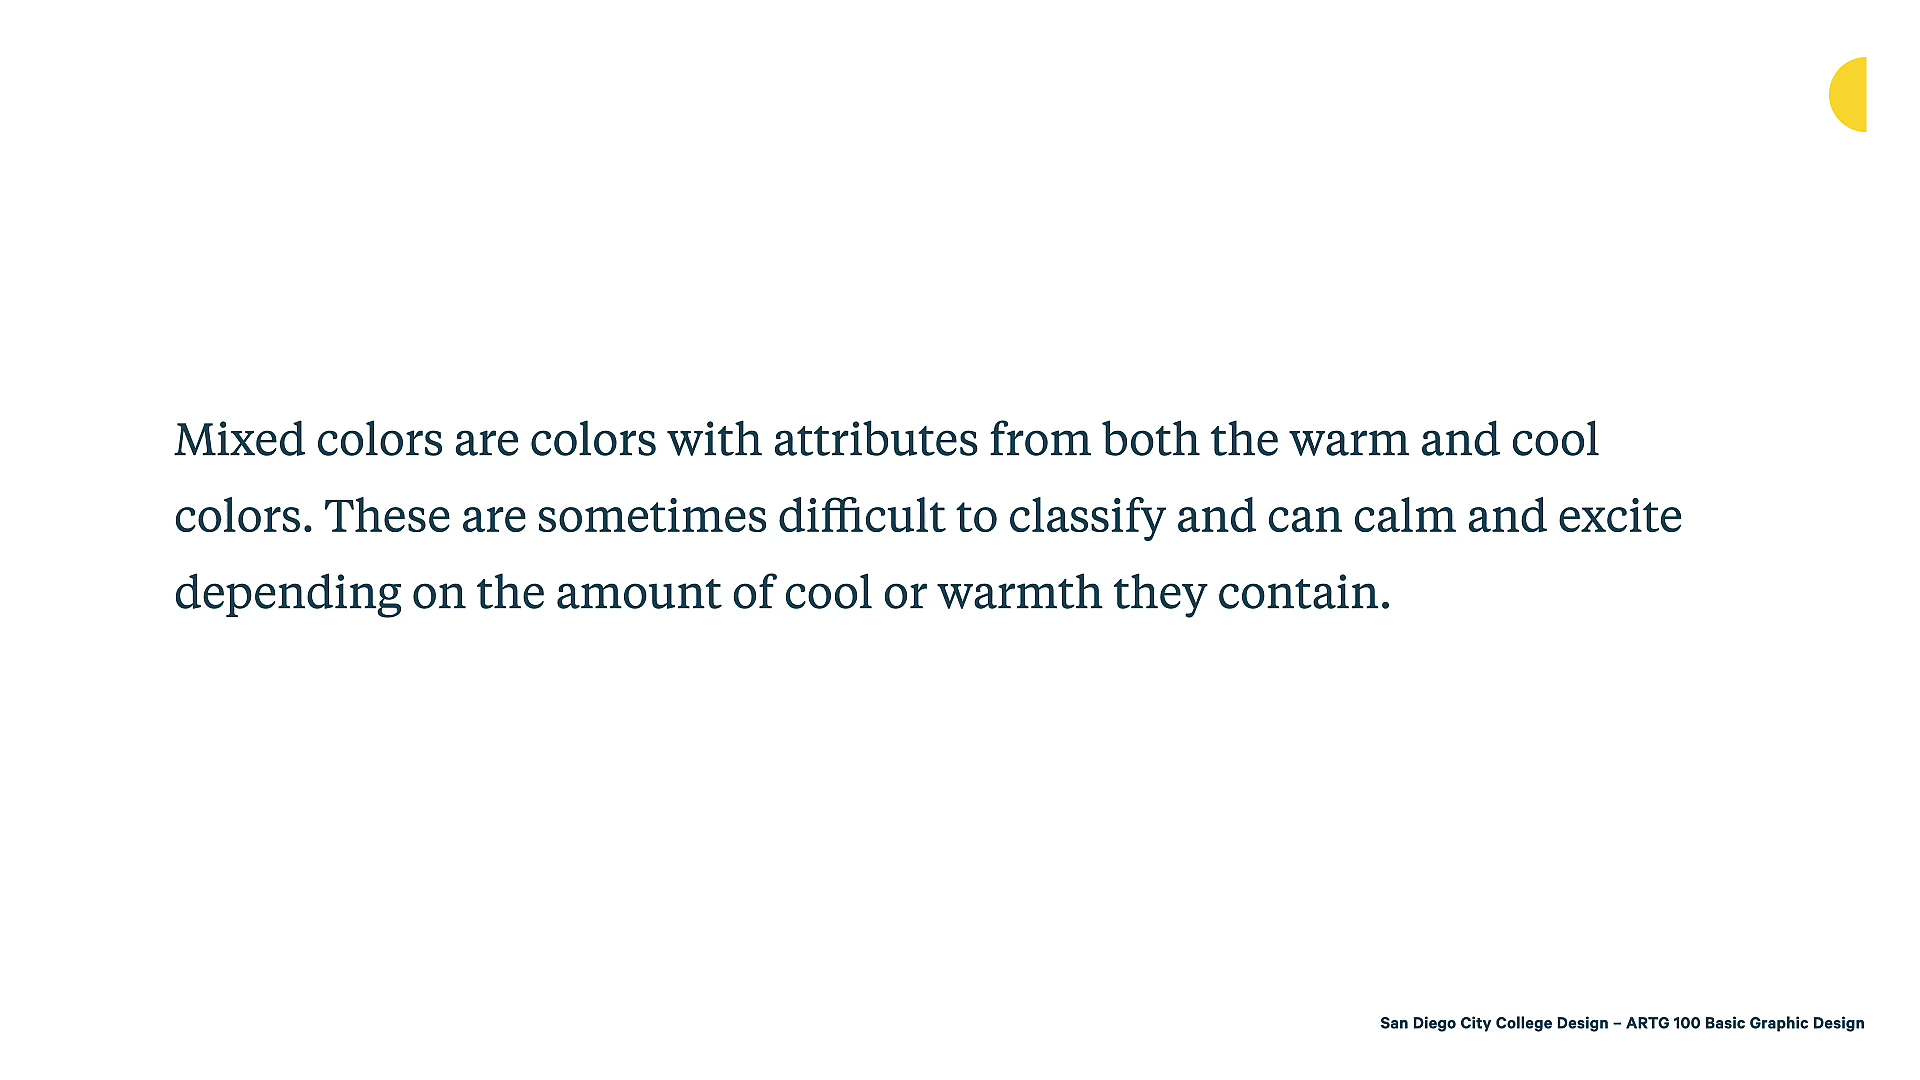 Mixed colors are colors with attributes from both the warm and cool
colors. These are sometimes difficult to classify and can calm and excite
depending on the amount of cool or warmth they contain.
San Diego City College Design – ARTG 100 Basic Graphic Design